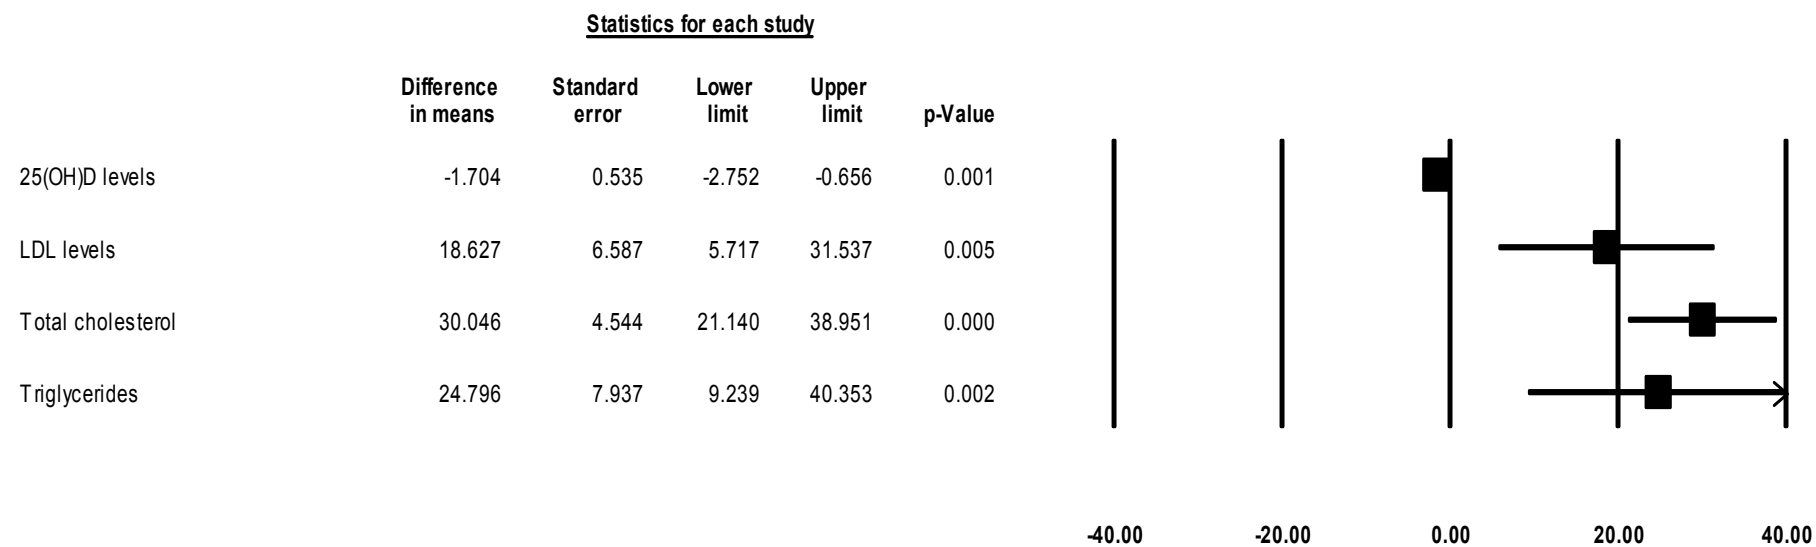 Statistics for each study
Difference in means Standard error Lower limit Upper limit p-Value
25(OH)D levels -1.704 0.535 -2.752 -0.656 0.001
LDL levels 18.627 6.587 5.717 31.537 0.005
Total cholesterol 30.046 4.544 21.140 38.951 0.000
Triglycerides 24.796 7.937 9.239 40.353 0.002
-40.00 -20.00 0.00 20.00 40.00